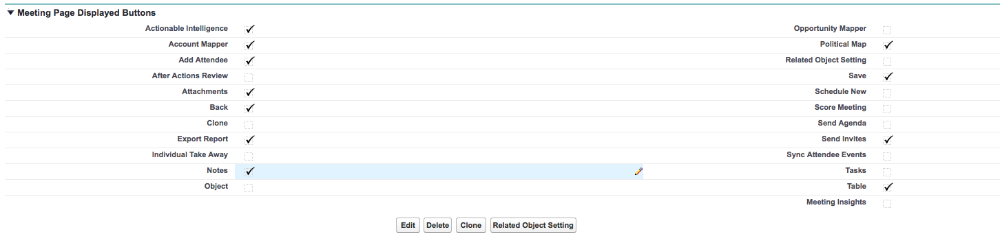 Meeting Page Displayed Buttons
Actionable Intelligence
Opportunity Mapper
Account Mapper
Political Map
Add Attendee
Related Object Setting
After Actions Review
Save
Attachments
Schedule New
Back
Score Meeting
Clone
Send Agenda
Export Report
Send Invites
Individual Take Away
Sync Attendee Events
Notes
Tasks
Object
Table
Meeting Insights
Edit Delete Clone Related Object Setting